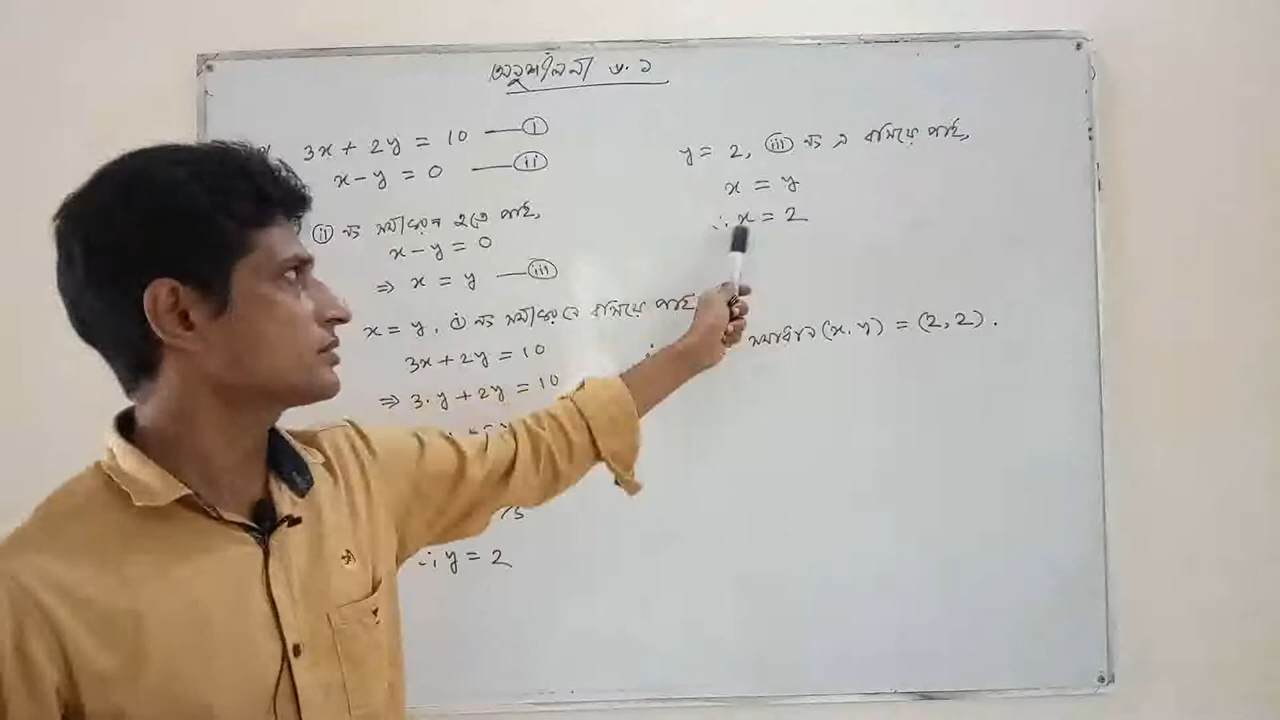 অনুশীলনী ৬.১
3x + 2y = 10 — (i)
x - y = 0 — (ii)
(ii) নং সমীকরণ হতে পাই,
x - y = 0
⇒ x = y — (iii)
x = y, (i) নং সমীকরণে বসিয়ে পাই,
3x + 2y = 10
⇒ 3. y + 2y = 10
∴ y = 2
y = 2, (iii) নং এ বসিয়ে পাই,
x = y
∴ x = 2
সমাধান (x, y) = (2, 2).